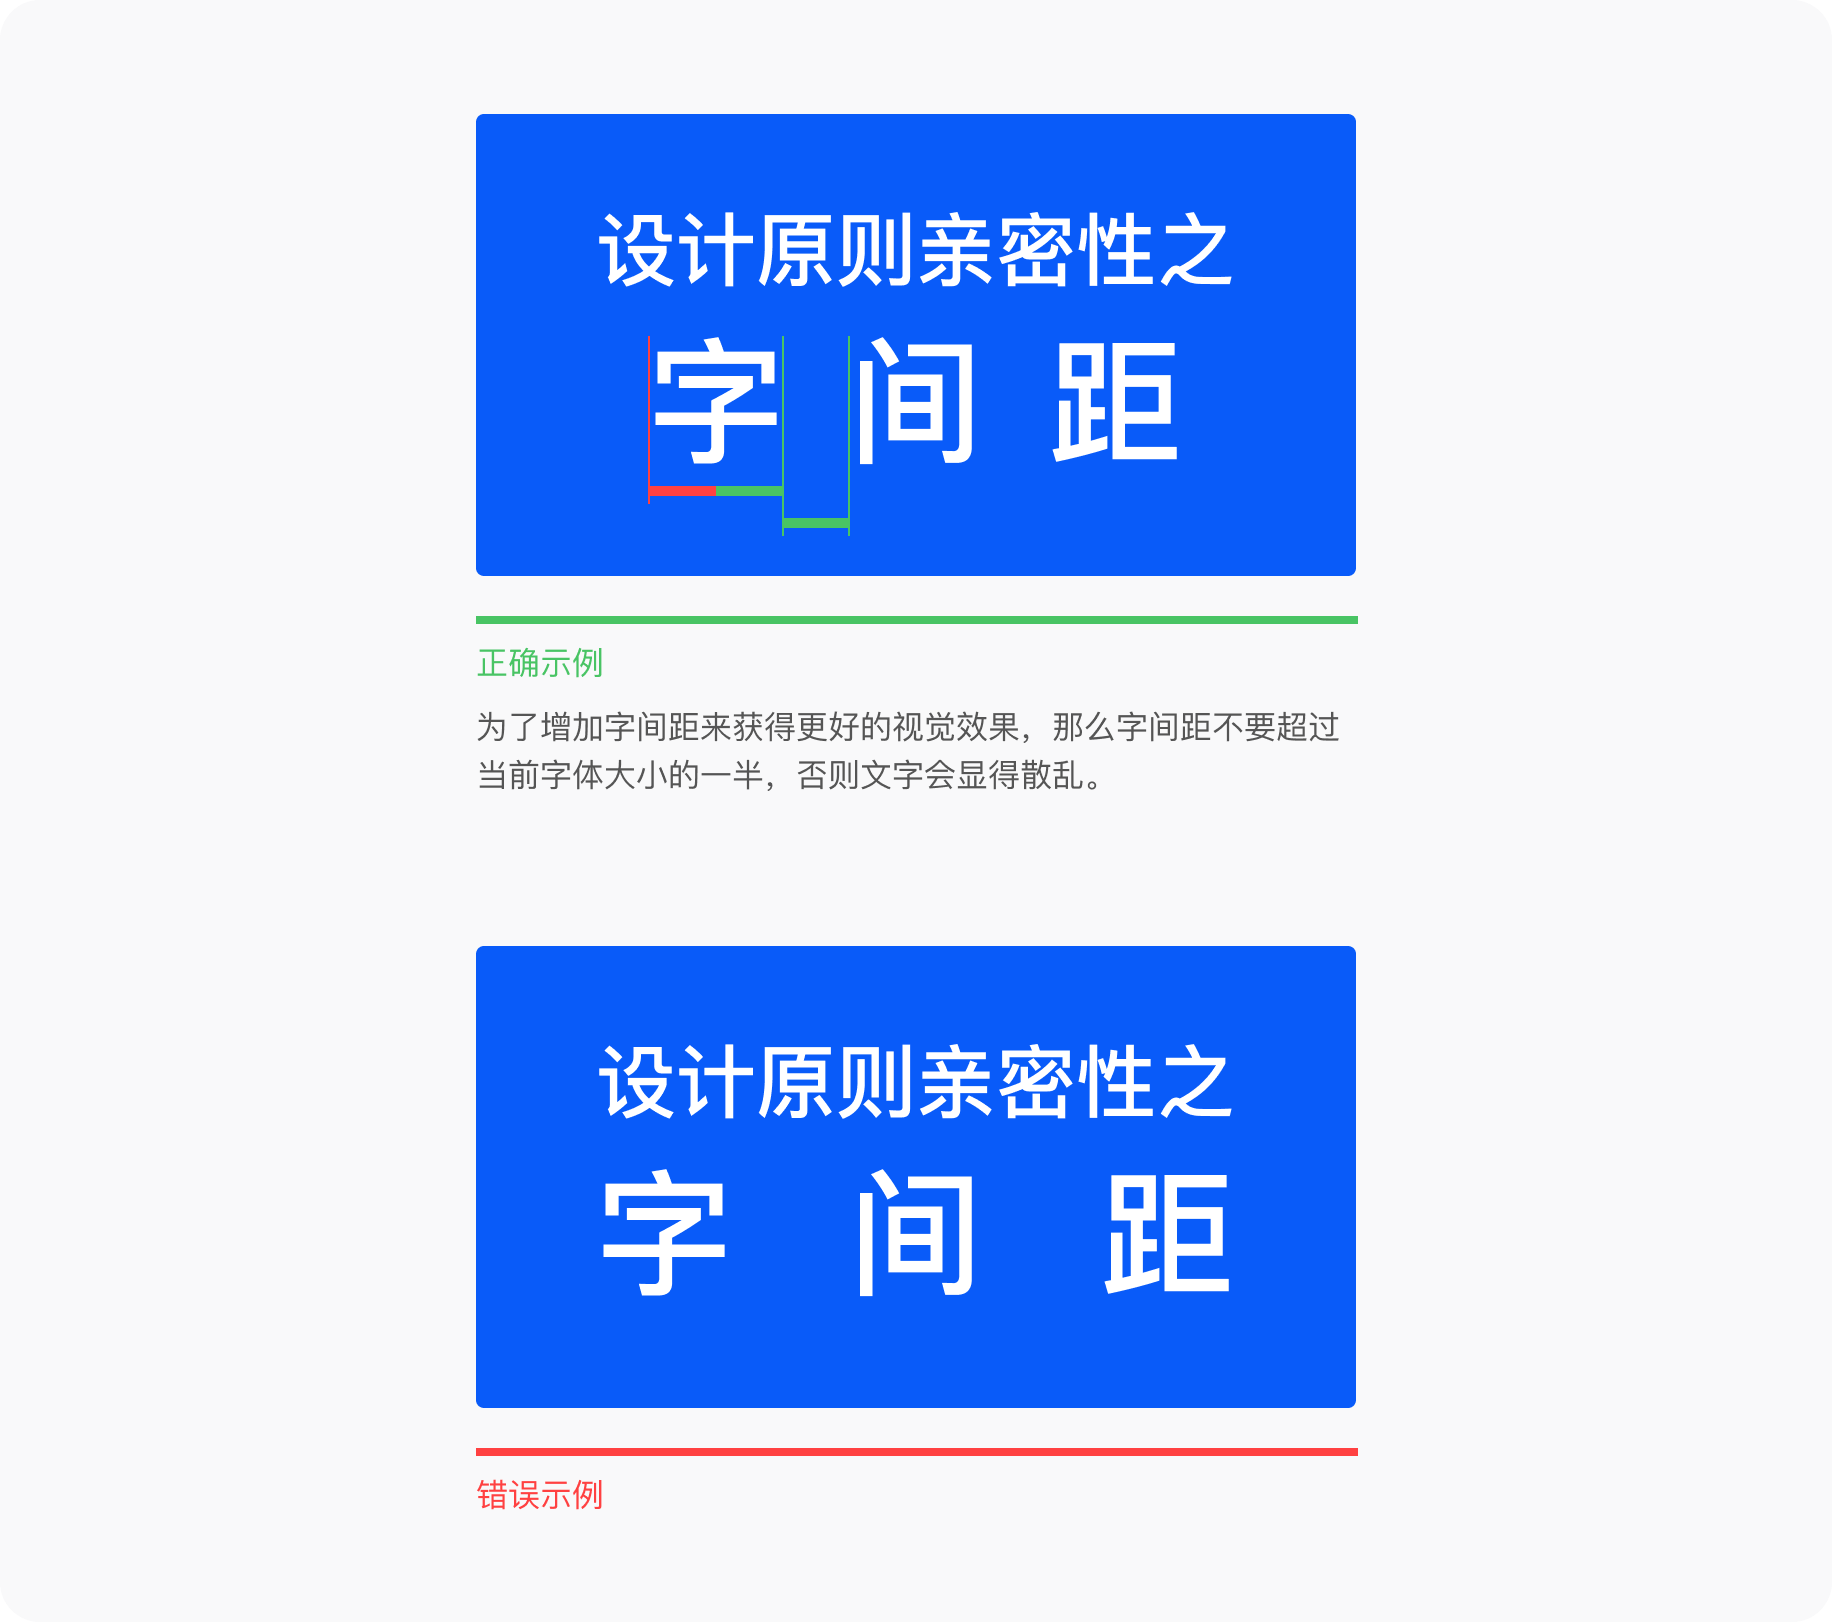 设计原则亲密性之
字 间 距
正确示例
为了增加字间距来获得更好的视觉效果，那么字间距不要超过
当前字体大小的一半，否则文字会显得散乱。
设计原则亲密性之
字 间 距
错误示例